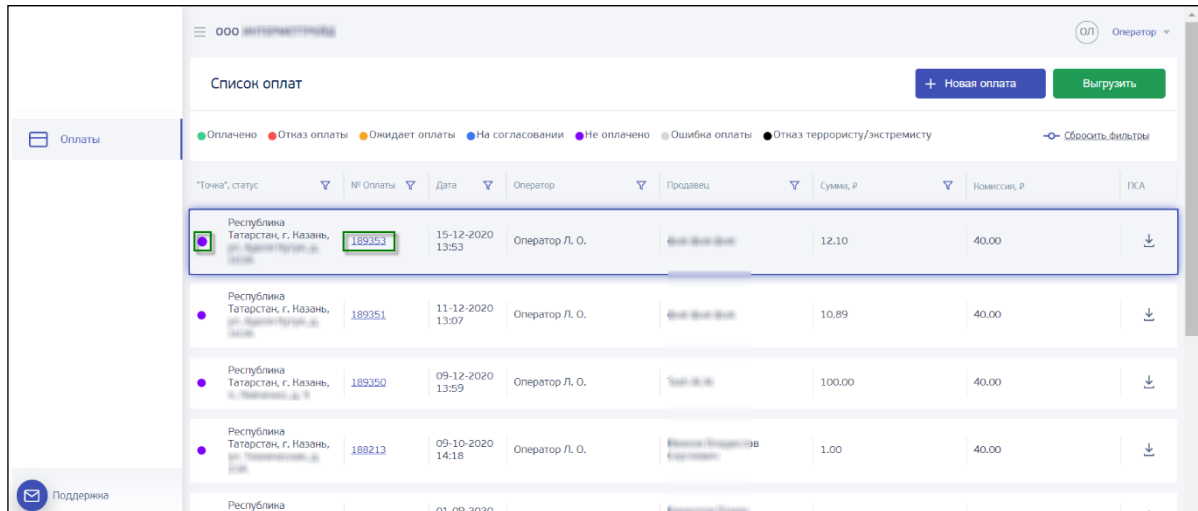 ООО
ОЛ Оператор
Список оплат
+ Новая оплата
Выгрузить
Оплаты
Оплачено Отказ оплаты Ожидает оплаты На согласовании Не оплачено Ошибка оплаты Отказ террористу/экстремисту
Сбросить фильтры
"Точка", статус № Оплаты Дата Оператор Продавец Сумма, ₽ Комиссия, ₽ ПСА
Республика
Татарстан, г. Казань,
189353
15-12-2020
13:53
Оператор Л. О.
12.10
40.00
Республика
Татарстан, г. Казань,
189351
11-12-2020
13:07
Оператор Л. О.
10.89
40.00
Республика
Татарстан, г. Казань,
189350
09-12-2020
13:59
Оператор Л. О.
100.00
40.00
Республика
Татарстан, г. Казань,
188213
09-10-2020
14:18
Оператор Л. О.
1.00
40.00
Поддержка
Республика
01-09-2020